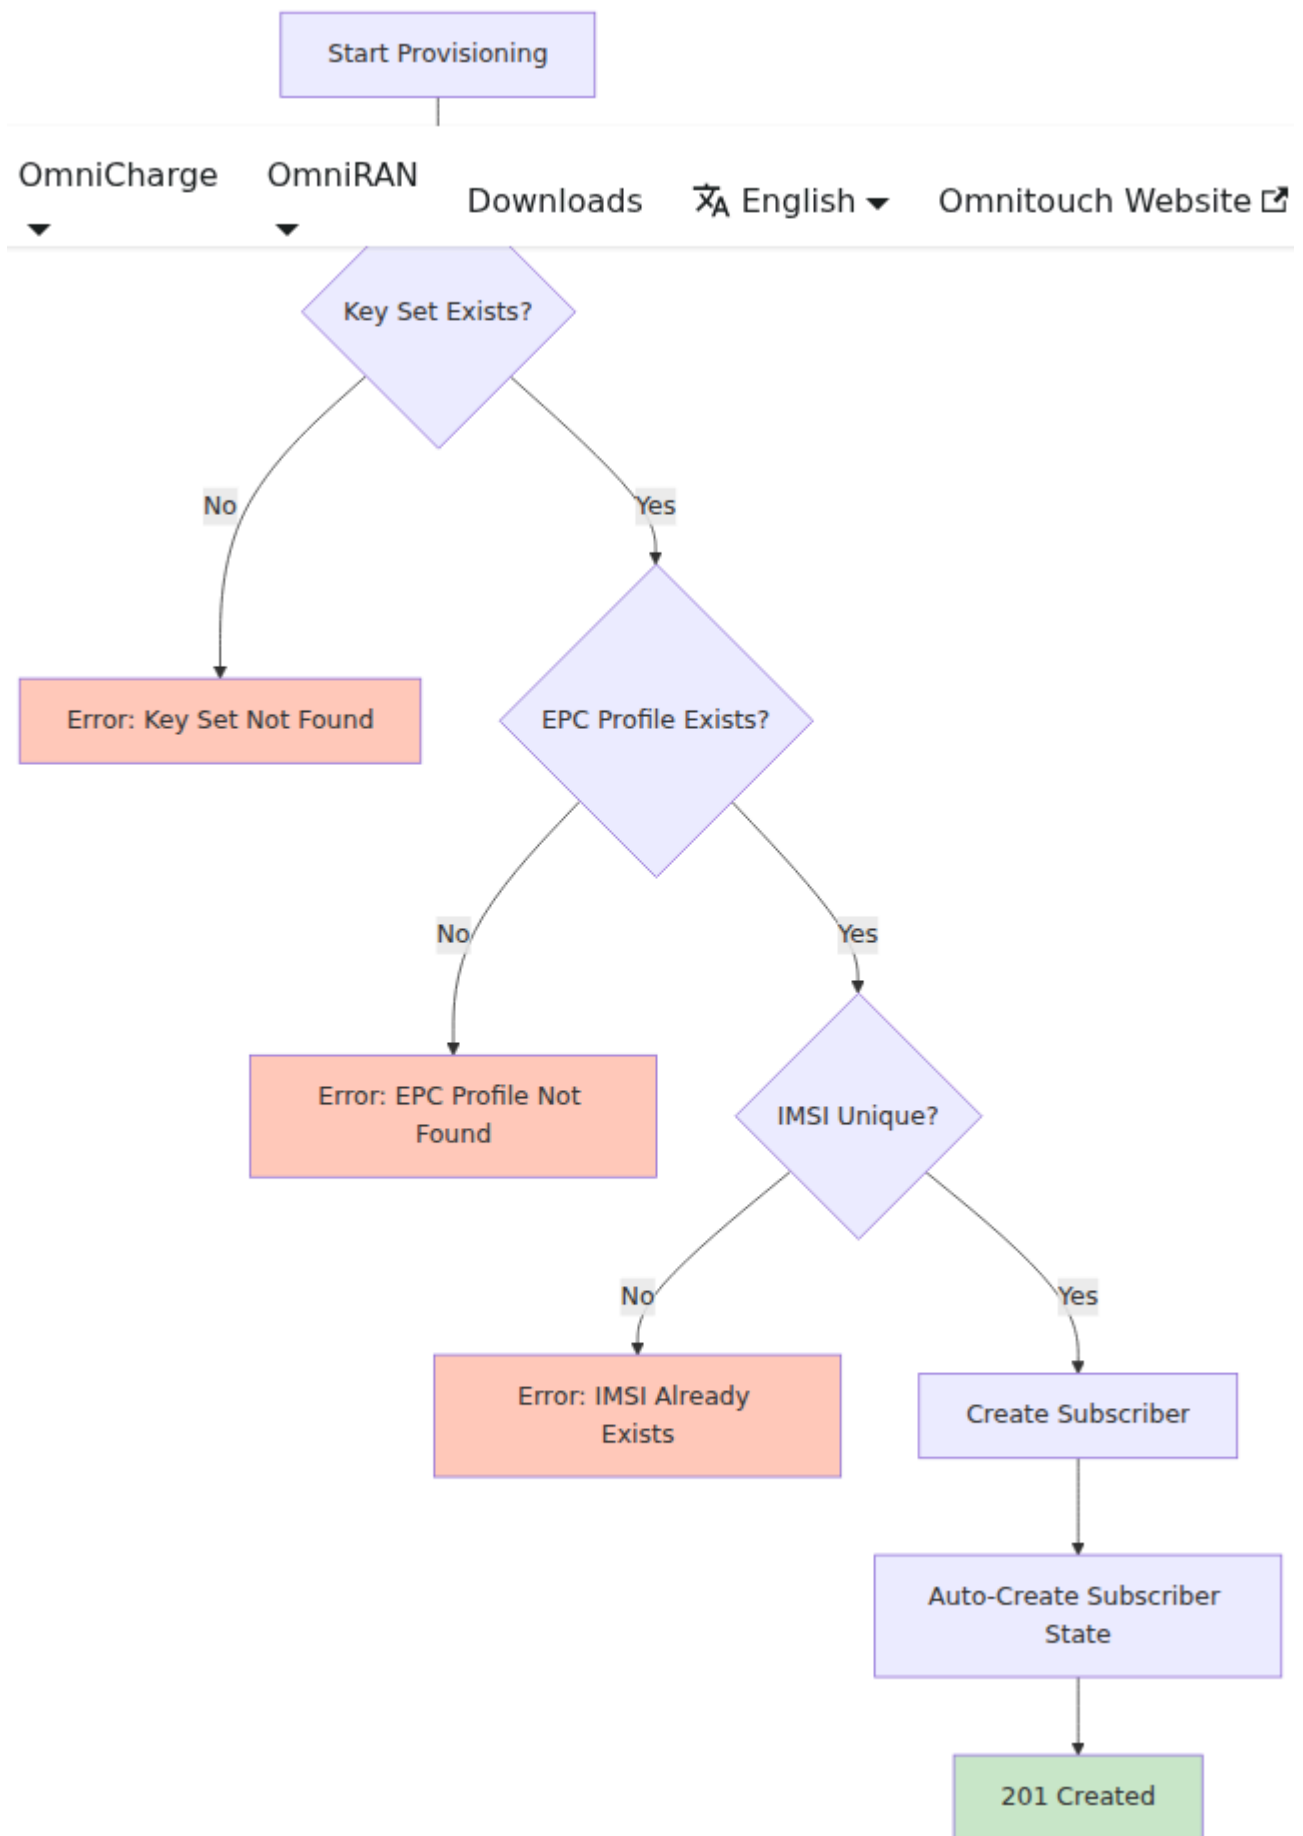 Start Provisioning
OmniCharge
OmniRAN
Downloads
English
Omnitouch Website
Key Set Exists?
No
Yes
Error: Key Set Not Found
EPC Profile Exists?
No
Yes
Error: EPC Profile Not
Found
IMSI Unique?
No
Yes
Error: IMSI Already
Exists
Create Subscriber
Auto-Create Subscriber
State
201 Created